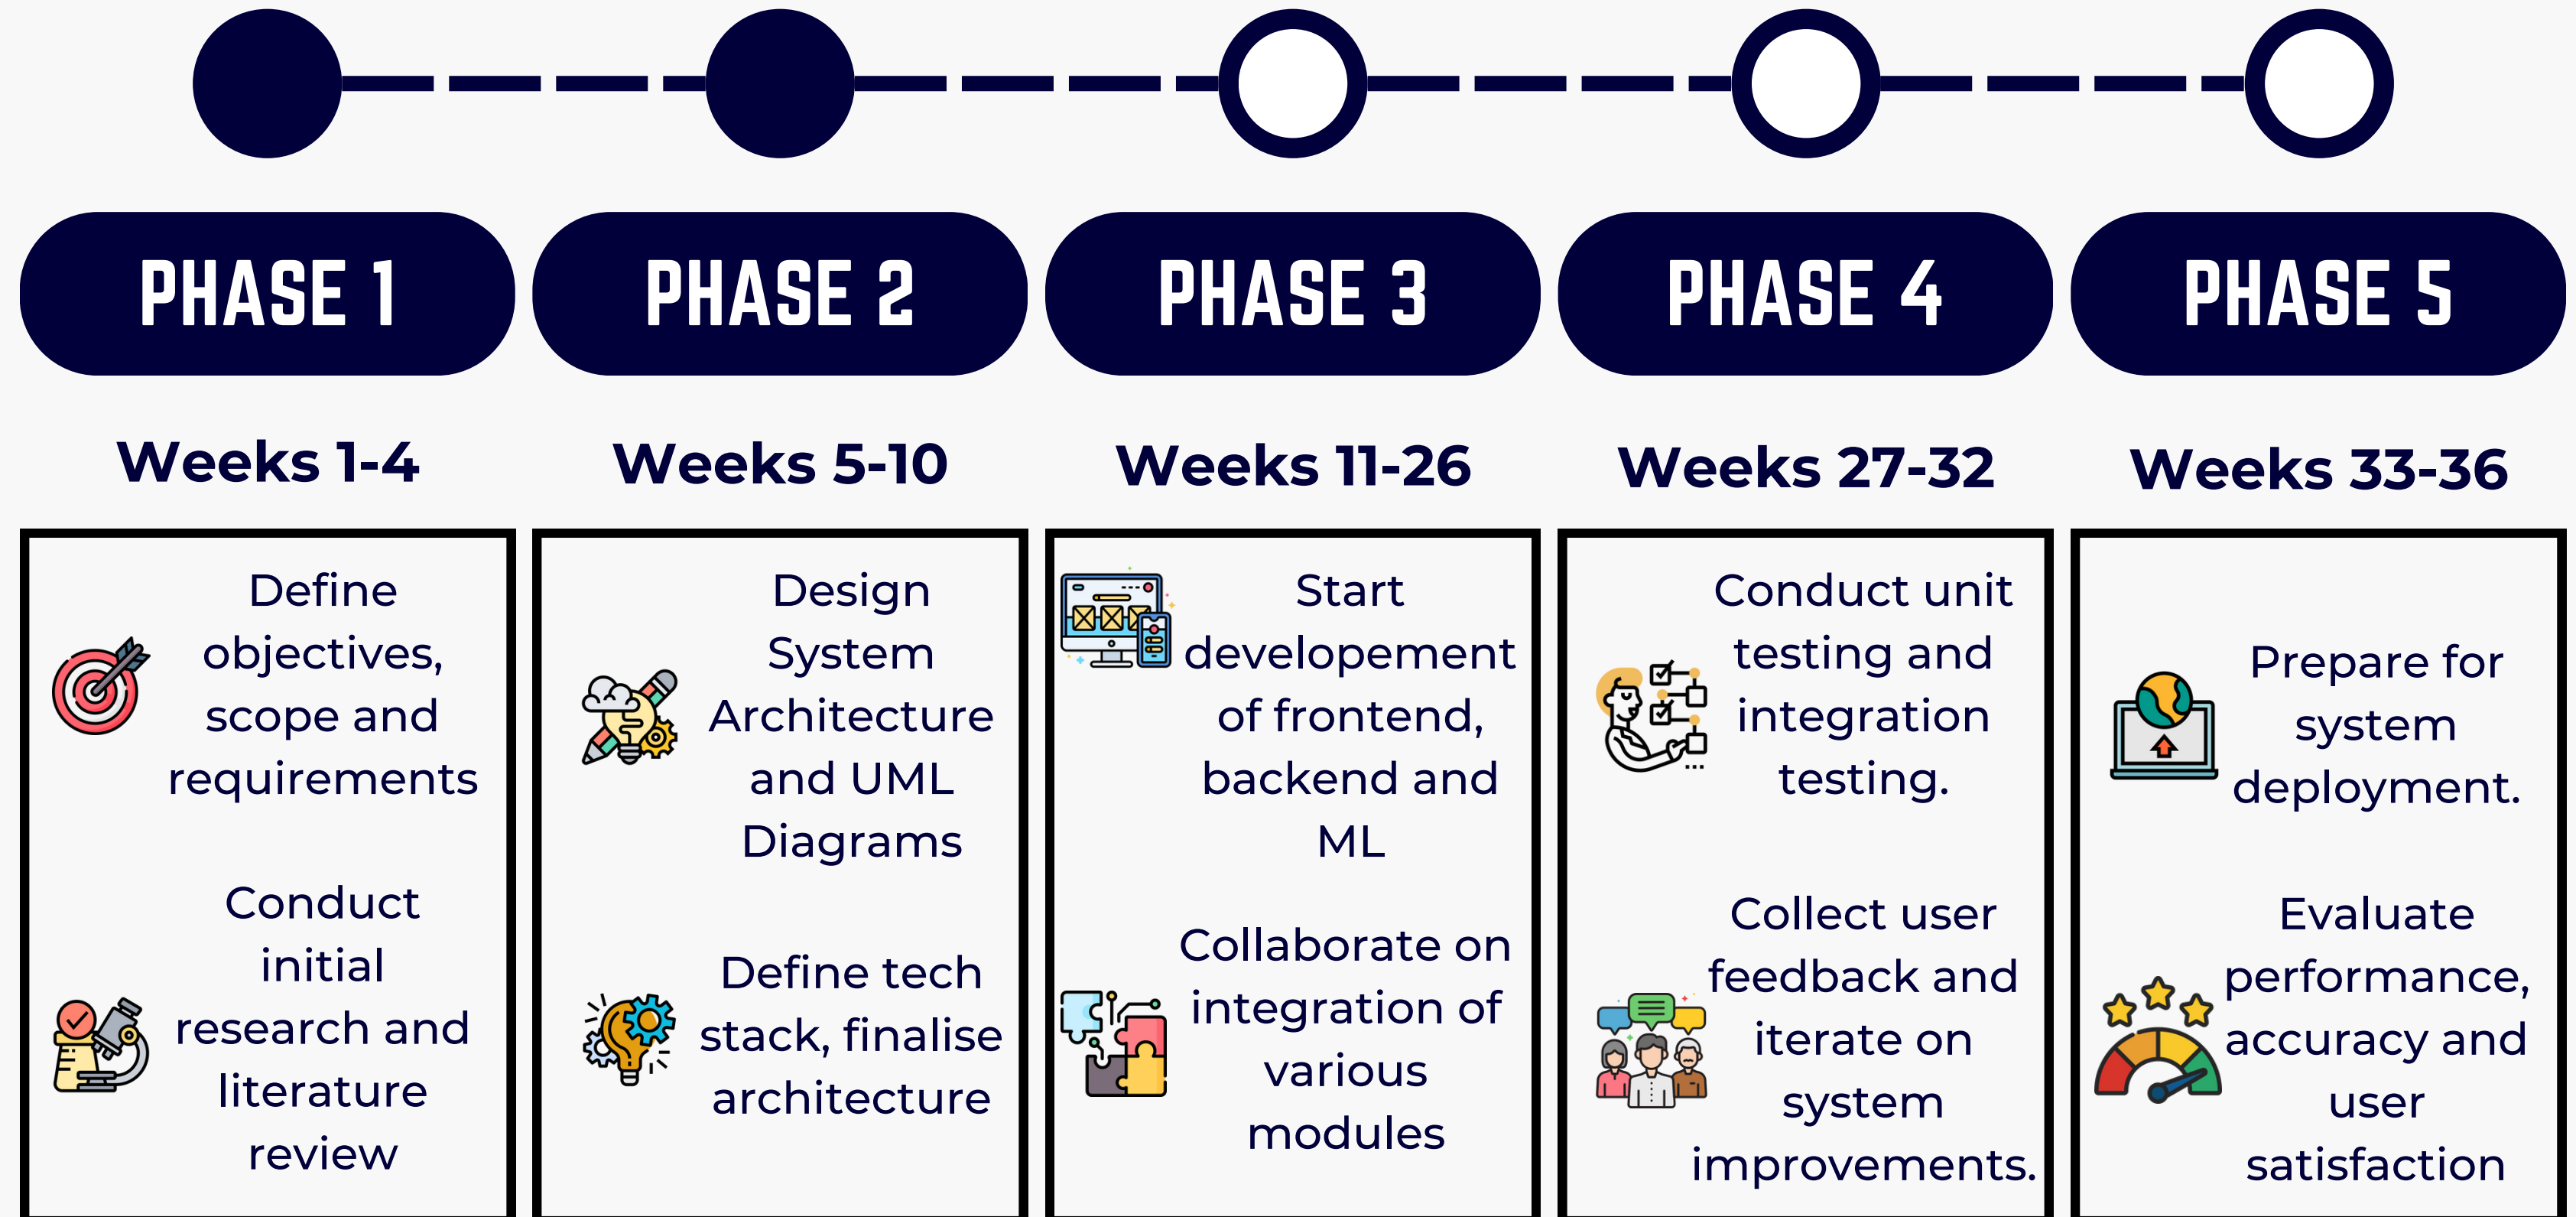 PHASE 1
PHASE 2
PHASE 3
PHASE 4
PHASE 5
Weeks 1-4
Weeks 5-10
Weeks 11-26
Weeks 27-32
Weeks 33-36
Define
objectives,
scope and
requirements
Conduct
initial
research and
literature
review
Design
System
Architecture
and UML
Diagrams
Define tech
stack, finalise
architecture
Start
developement
of frontend,
backend and
ML
Collaborate on
integration of
various
modules
Conduct unit
testing and
integration
testing.
Collect user
feedback and
iterate on
system
improvements.
Prepare for
system
deployment.
Evaluate
performance,
accuracy and
user
satisfaction